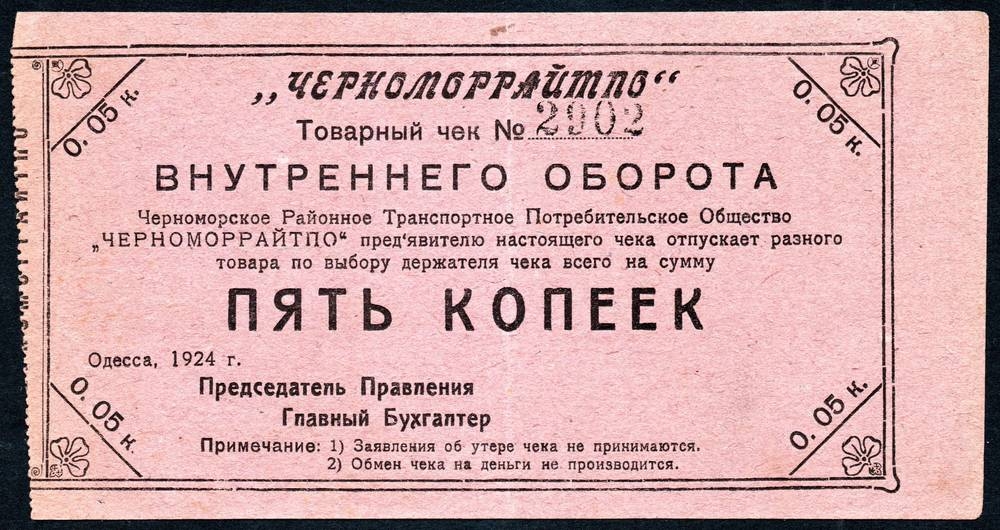 0. 05 к.
0. 05 к.
„ЧЕРНОМОРРАЙТПО“
Товарный чек № 2902
ВНУТРЕННЕГО ОБОРОТА
Черноморское Районное Транспортное Потребительское Общество
„ЧЕРНОМОРРАЙТПО“ пред‘явителю настоящего чека отпускает разного
товара по выбору держателя чека всего на сумму
ПЯТЬ КОПЕЕК
Одесса, 1924 г.
Председатель Правления
Главный Бухгалтер
Примечание: 1) Заявления об утере чека не принимаются.
2) Обмен чека на деньги не производится.
0. 05 к.
0. 05 к.